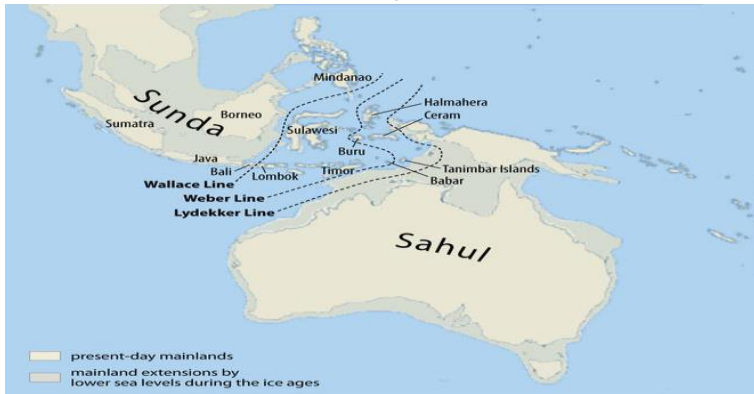 Mindanao
Sunda
Halmahera
Borneo
Ceram
Sumatra
Sulawesi
Buru
Java
Tanimbar Islands
Bali
Lombok
Timor
Babar
Wallace Line
Weber Line
Lydekker Line
Sahul
present-day mainlands
mainland extensions by
lower sea levels during the ice ages